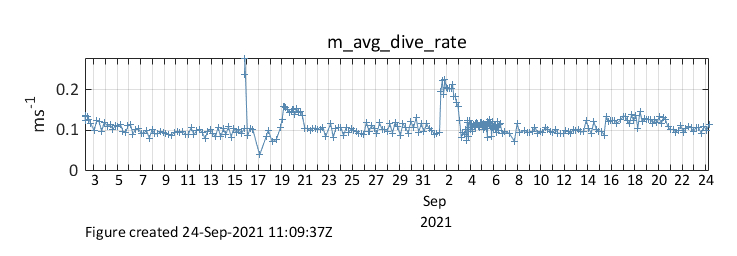 m_avg_dive_rate
ms⁻¹
0.2
0.1
0
3 5 7 9 11 13 15 17 19 21 23 25 27 29 31 2 4 6 8 10 12 14 16 18 20 22 24
Sep
2021
Figure created 24-Sep-2021 11:09:37Z